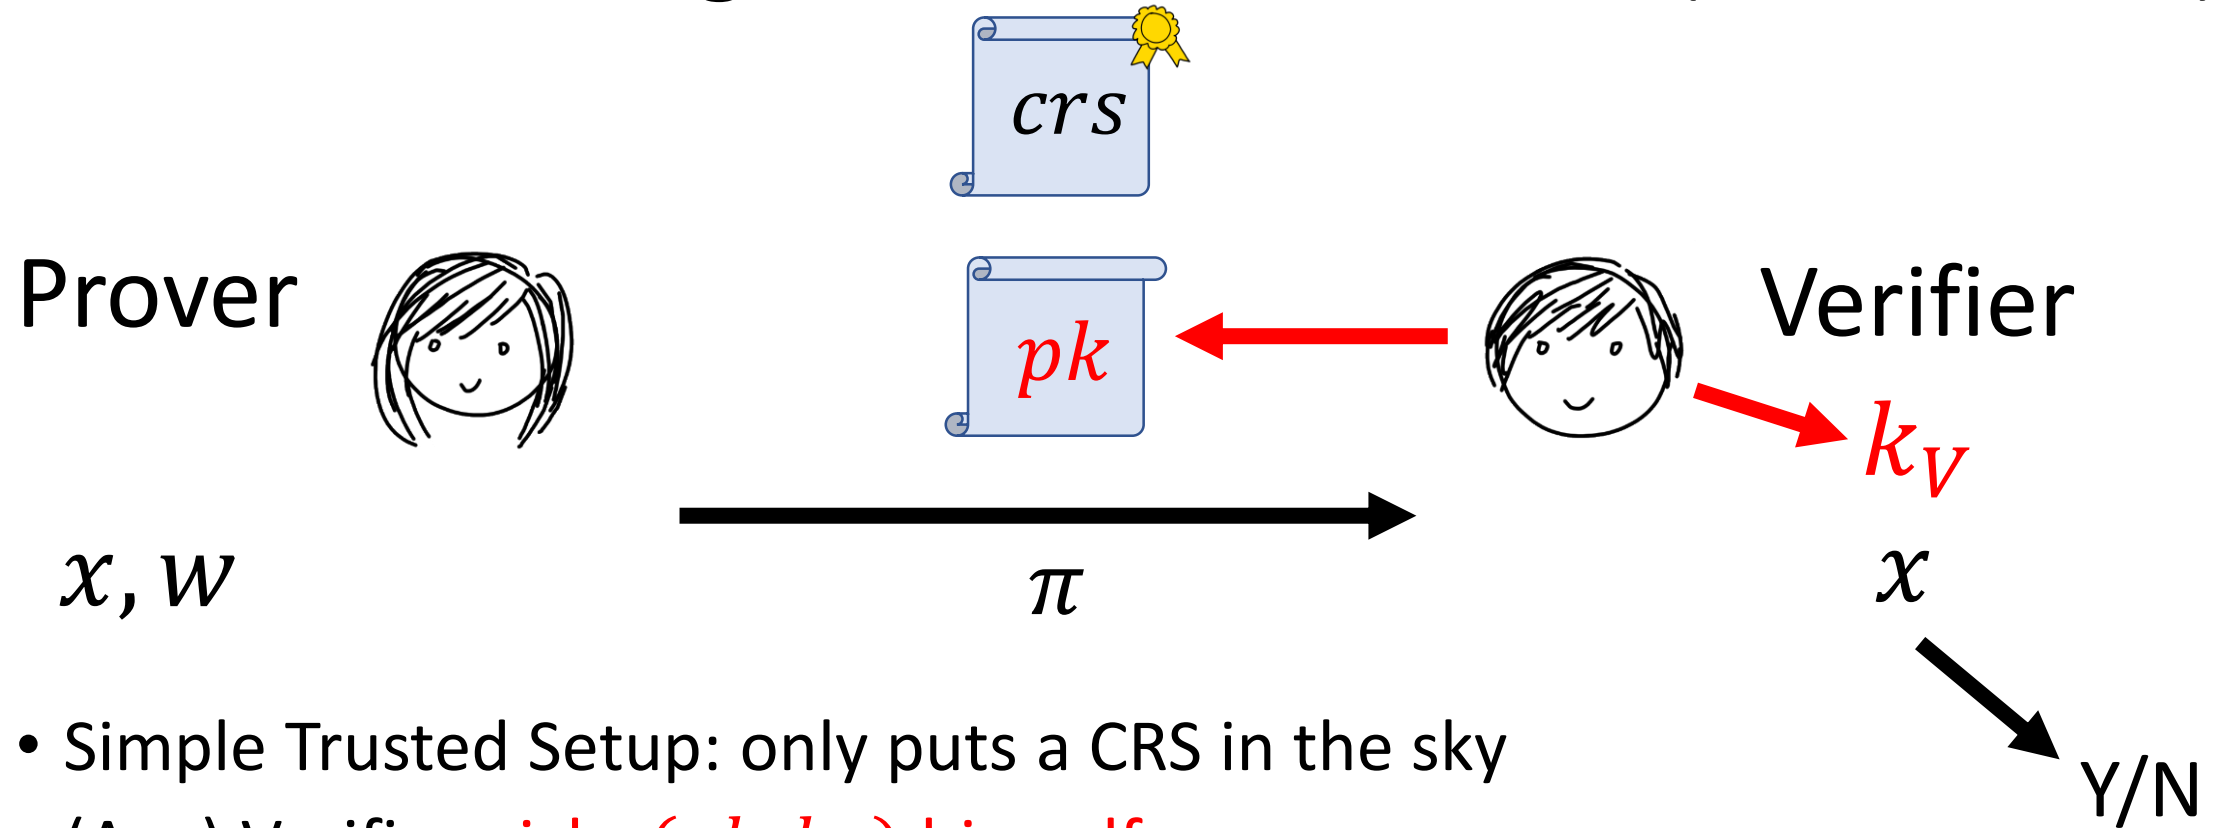 crs
Prover
Verifier
pk
k_V
x, w
π
x
• Simple Trusted Setup: only puts a CRS in the sky
Y/N